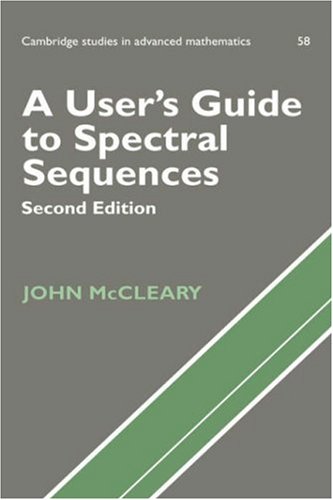 Cambridge studies in advanced mathematics 58
A User's Guide
to Spectral
Sequences
Second Edition
JOHN McCLEARY